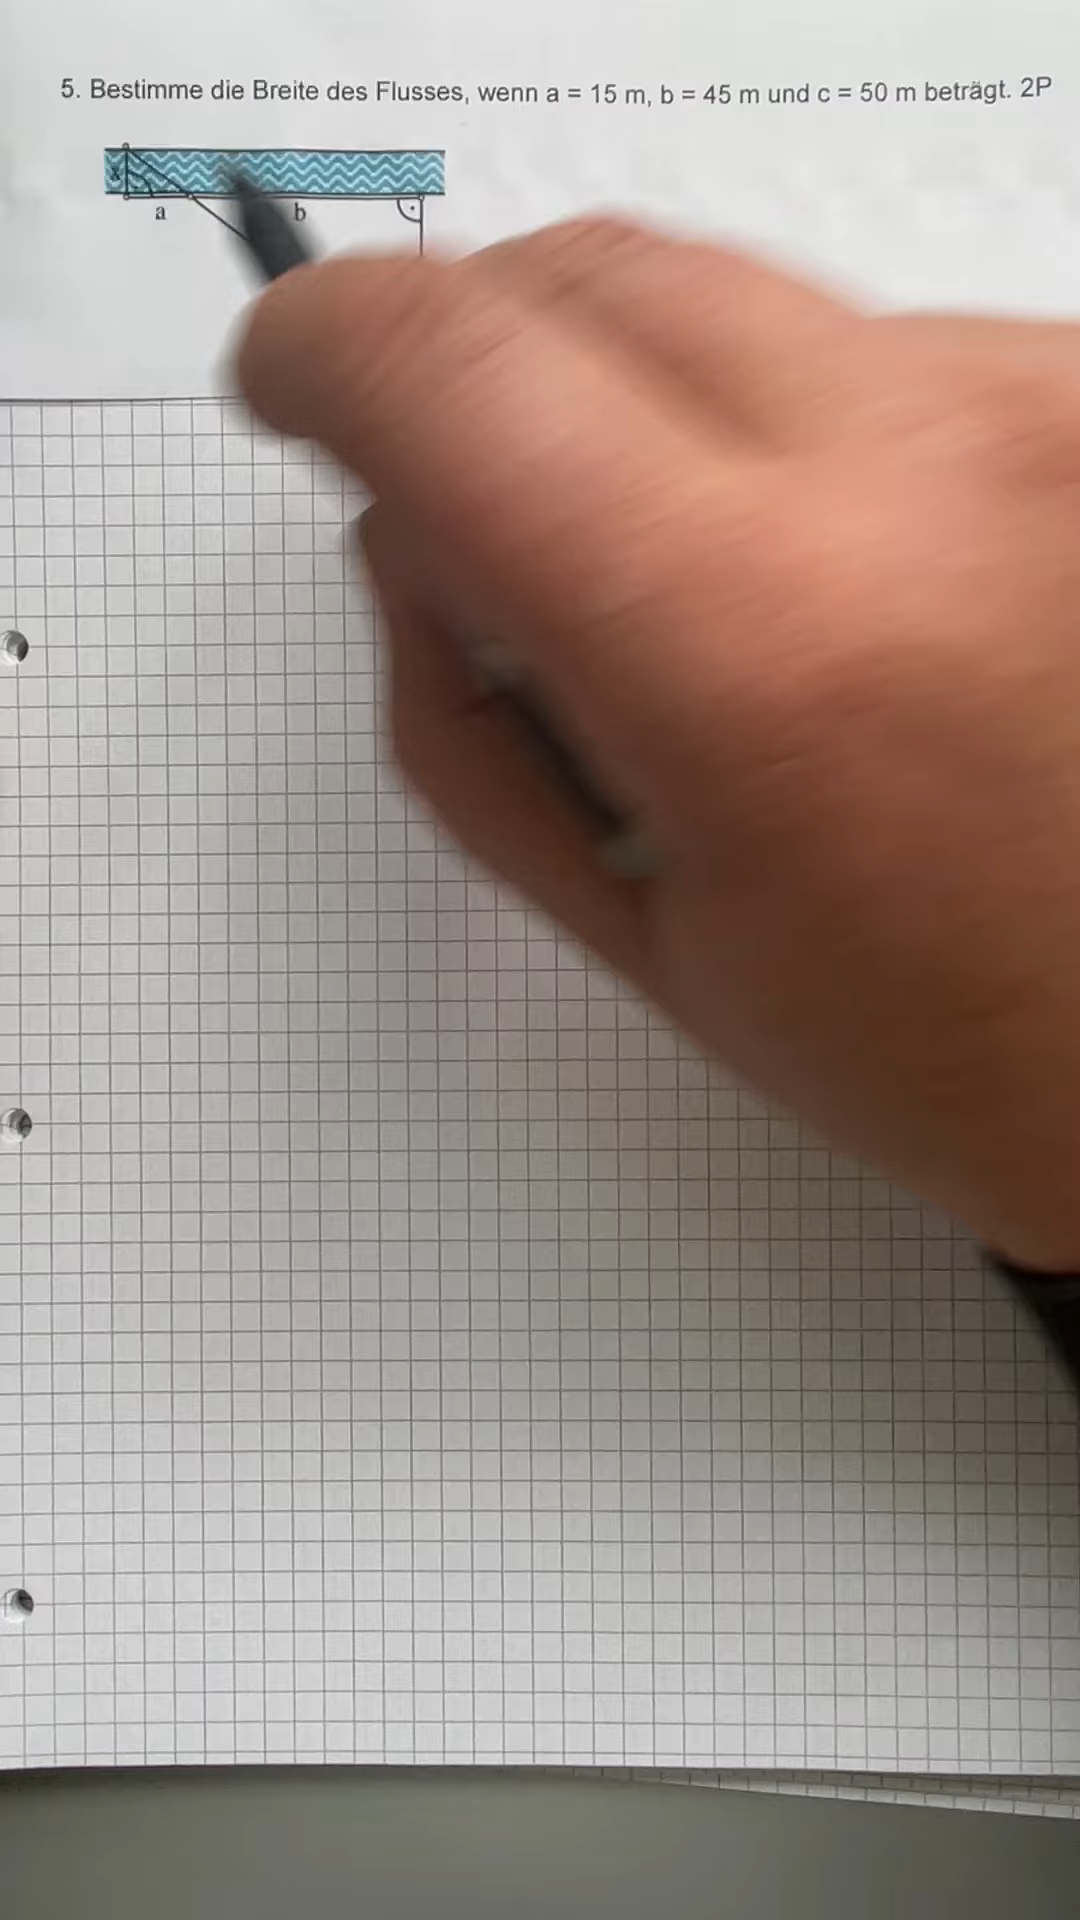 5. Bestimme die Breite des Flusses, wenn a = 15 m, b = 45 m und c = 50 m beträgt. 2P
x
a b